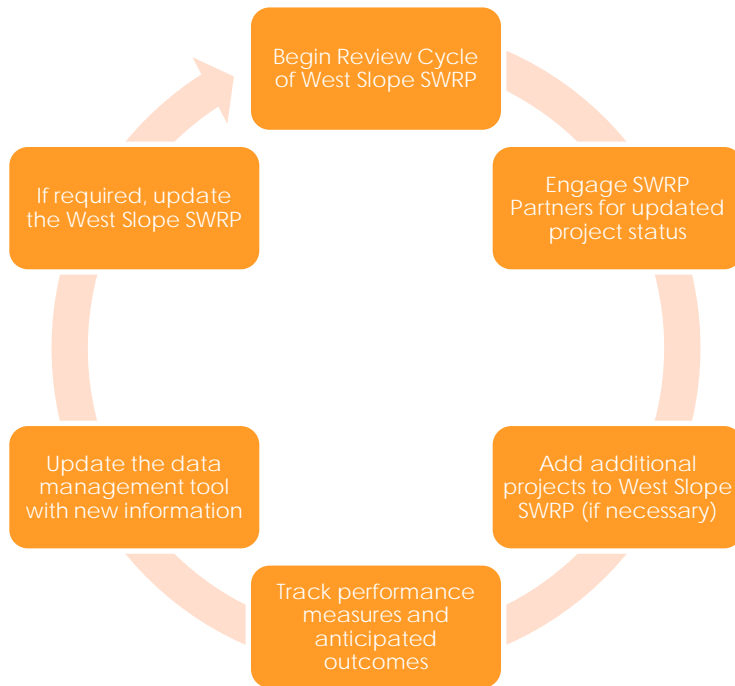 Begin Review Cycle
of West Slope SWRP
Engage SWRP
Partners for updated
project status
Add additional
projects to West Slope
SWRP (if necessary)
Track performance
measures and
anticipated
outcomes
Update the data
management tool
with new information
If required, update
the West Slope SWRP